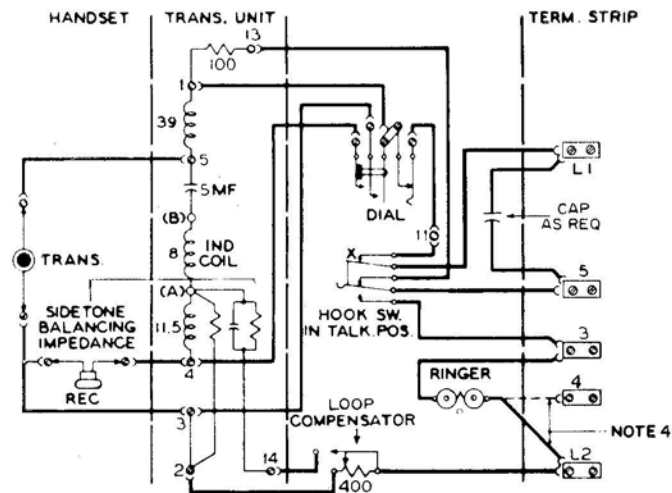 HANDSET
TRANS. UNIT
TERM. STRIP
13
100
1
39
5
5MF
(B)
8
IND
COIL
(A)
TRANS.
SIDETONE
BALANCING
IMPEDANCE
11.5
REC
4
3
2
14
DIAL
11
X
HOOK SW.
IN TALK. POS.
L1
CAP
AS REQ
5
3
RINGER
4
LOOP
COMPENSATOR
NOTE 4
L2
400